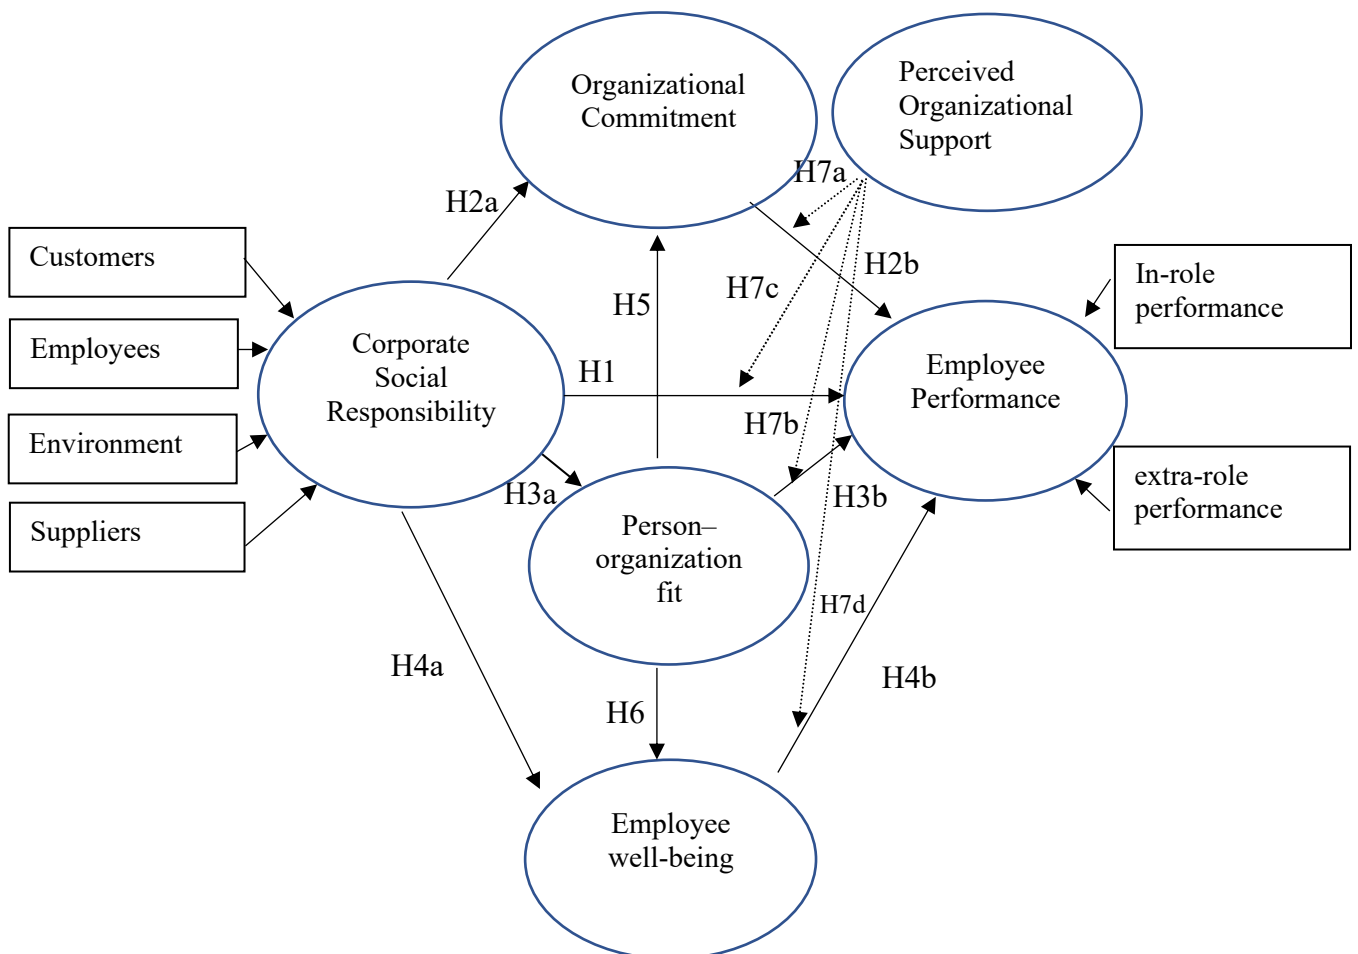 Organizational
Commitment
Perceived
Organizational
Support
H7a
H2a
Customers
H2b
In-role
performance
H7c
H5
Employees
Corporate
Social
Responsibility
H1
Employee
Performance
H7b
Environment
H3a
H3b
extra-role
performance
Suppliers
Person–
organization
fit
H7d
H4a
H4b
H6
Employee
well-being